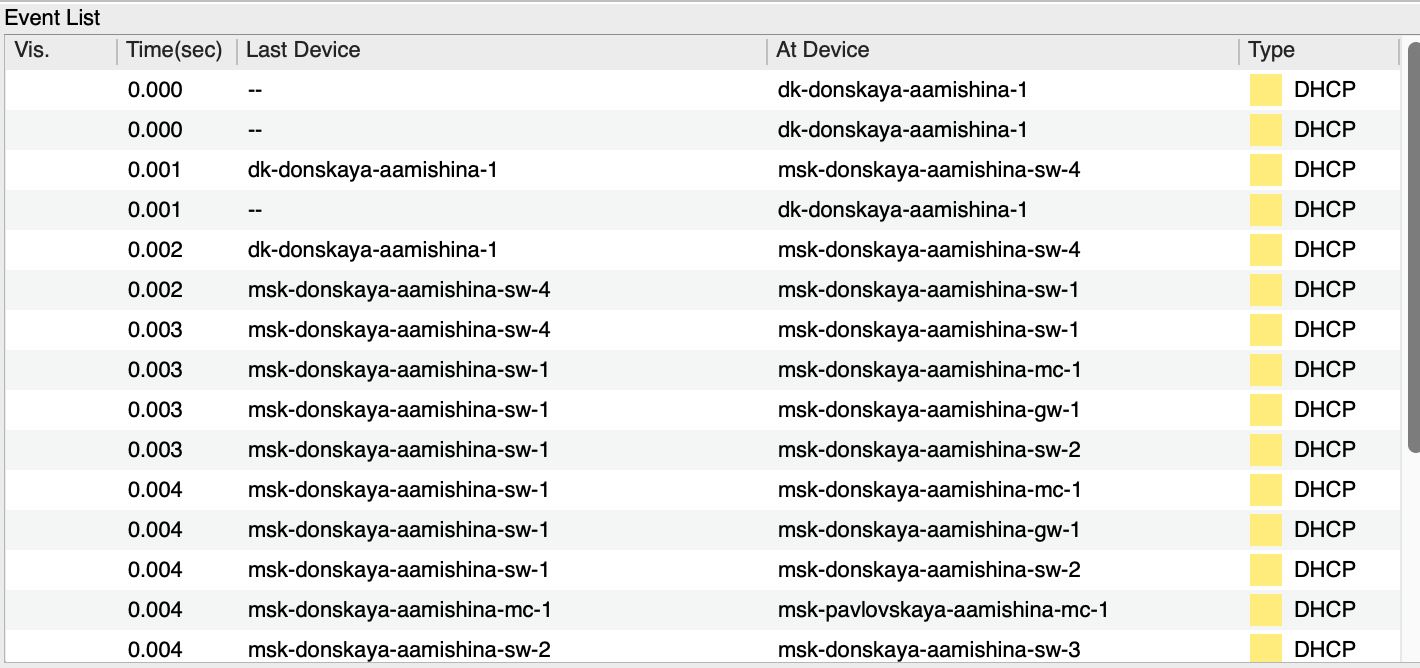 Event List
Vis. Time(sec) Last Device At Device Type
0.000 -- dk-donskaya-aamishina-1 DHCP
0.000 -- dk-donskaya-aamishina-1 DHCP
0.001 dk-donskaya-aamishina-1 msk-donskaya-aamishina-sw-4 DHCP
0.001 -- dk-donskaya-aamishina-1 DHCP
0.002 dk-donskaya-aamishina-1 msk-donskaya-aamishina-sw-4 DHCP
0.002 msk-donskaya-aamishina-sw-4 msk-donskaya-aamishina-sw-1 DHCP
0.003 msk-donskaya-aamishina-sw-4 msk-donskaya-aamishina-sw-1 DHCP
0.003 msk-donskaya-aamishina-sw-1 msk-donskaya-aamishina-mc-1 DHCP
0.003 msk-donskaya-aamishina-sw-1 msk-donskaya-aamishina-gw-1 DHCP
0.003 msk-donskaya-aamishina-sw-1 msk-donskaya-aamishina-sw-2 DHCP
0.004 msk-donskaya-aamishina-sw-1 msk-donskaya-aamishina-mc-1 DHCP
0.004 msk-donskaya-aamishina-sw-1 msk-donskaya-aamishina-gw-1 DHCP
0.004 msk-donskaya-aamishina-sw-1 msk-donskaya-aamishina-sw-2 DHCP
0.004 msk-donskaya-aamishina-mc-1 msk-pavlovskaya-aamishina-mc-1 DHCP
0.004 msk-donskaya-aamishina-sw-2 msk-donskaya-aamishina-sw-3 DHCP